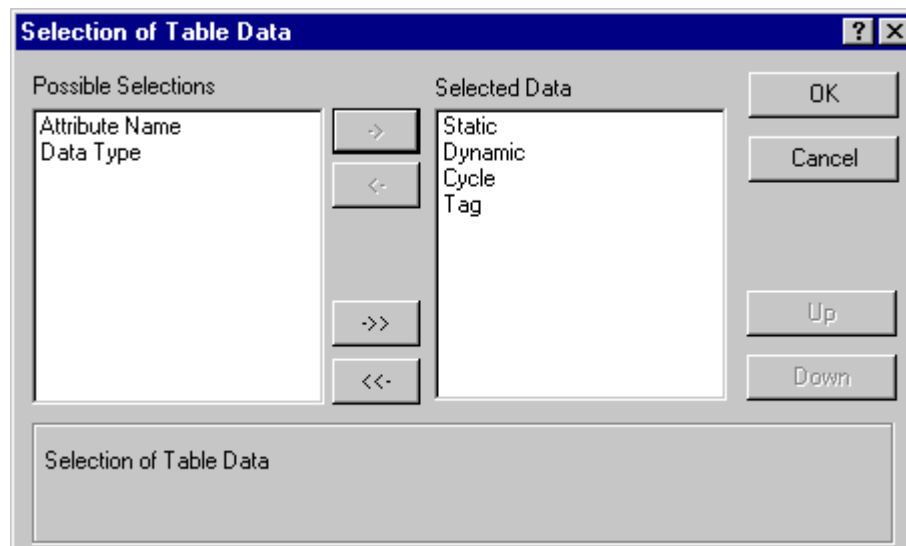 Selection of Table Data
Possible Selections
Attribute Name
Data Type
->
<-
->>
<<-
Selected Data
Static
Dynamic
Cycle
Tag
OK
Cancel
Up
Down
Selection of Table Data